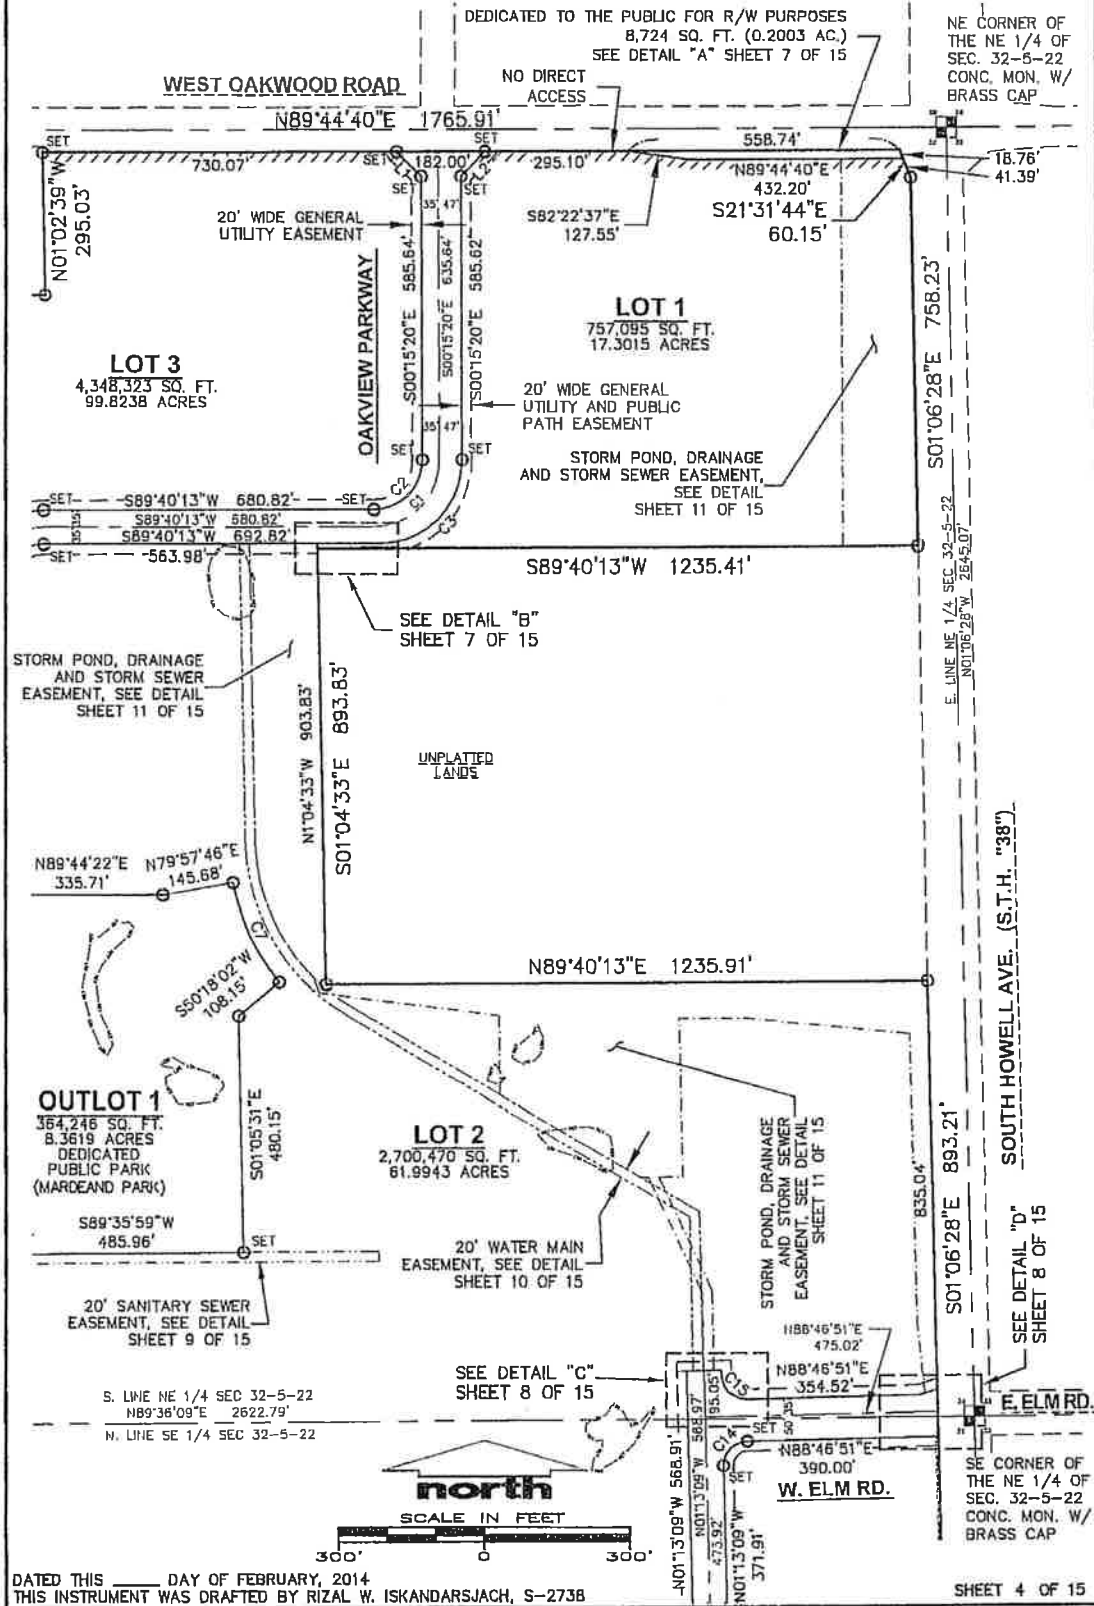 DEDICATED TO THE PUBLIC FOR R/W PURPOSES
8,724 SQ. FT. (0.2003 AC.)
SEE DETAIL "A" SHEET 7 OF 15
NE CORNER OF
THE NE 1/4 OF
SEC. 32-5-22
CONC. MON. W/
BRASS CAP
WEST OAKWOOD ROAD
NO DIRECT
ACCESS
N89°44'40"E 1765.91'
SET
SET
SET
730.07'
182.00'
295.10'
558.74'
18.76'
41.39'
N89°44'40"E
432.20'
L1
L2
SET
SET
N01°02'39"W
295.03'
S82°22'37"E
127.55'
S21°31'44"E
60.15'
20' WIDE GENERAL
UTILITY EASEMENT
35' 47'
OAKVIEW PARKWAY
S00°15'20"E 585.64'
S00°15'20"E 635.64'
S00°15'20"E 585.62'
LOT 1
757,095 SQ. FT.
17.3015 ACRES
S01°06'28"E 758.23'
LOT 3
4,348,323 SQ. FT.
99.8238 ACRES
20' WIDE GENERAL
UTILITY AND PUBLIC
PATH EASEMENT
35' 47'
SET
SET
STORM POND, DRAINAGE
AND STORM SEWER EASEMENT,
SEE DETAIL
SHEET 11 OF 15
C2
C3
SET
S89°40'13"W 680.82'
SET
S89°40'13"W 680.82'
35' 35'
S89°40'13"W 692.82'
SET
563.98'
S89°40'13"W 1235.41'
E. LINE NE 1/4 SEC 32-5-22
N01°06'28"W 2645.07'
SEE DETAIL "B"
SHEET 7 OF 15
STORM POND, DRAINAGE
AND STORM SEWER
EASEMENT, SEE DETAIL
SHEET 11 OF 15
N1°04'33"W 903.83'
S01°04'33"E 893.83'
UNPLATTED
LANDS
N89°44'22"E
335.71'
N79°57'46"E
145.68'
C7
SOUTH HOWELL AVE. (S.T.H. "38")
N89°40'13"E 1235.91'
S50°18'02"W
108.15'
OUTLOT 1
364,246 SQ. FT.
8.3619 ACRES
DEDICATED
PUBLIC PARK
(MARDEAND PARK)
S01°05'31"E
480.15'
LOT 2
2,700,470 SQ. FT.
61.9943 ACRES
STORM POND, DRAINAGE
AND STORM SEWER
EASEMENT, SEE DETAIL
SHEET 11 OF 15
835.04'
S01°06'28"E 893.21'
SEE DETAIL "D"
SHEET 8 OF 15
S89°35'59"W
485.96'
SET
20' WATER MAIN
EASEMENT, SEE DETAIL
SHEET 10 OF 15
20' SANITARY SEWER
EASEMENT, SEE DETAIL
SHEET 9 OF 15
N88°46'51"E
475.02'
SEE DETAIL "C"
SHEET 8 OF 15
N88°46'51"E
354.52'
C15
95.05'
50' 35'
E. ELM RD.
S. LINE NE 1/4 SEC 32-5-22
N89°36'09"E 2622.79'
N. LINE SE 1/4 SEC 32-5-22
C14
SET
N88°46'51"E
390.00'
SET
W. ELM RD.
SE CORNER OF
THE NE 1/4 OF
SEC. 32-5-22
CONC. MON. W/
BRASS CAP
N01°13'09"W 568.91'
N01°13'09"W 568.97'
473.92'
N01°13'09"W
371.91'
north
SCALE IN FEET
300' 0 300'
DATED THIS ____ DAY OF FEBRUARY, 2014
THIS INSTRUMENT WAS DRAFTED BY RIZAL W. ISKANDARSJACH, S-2738
SHEET 4 OF 15